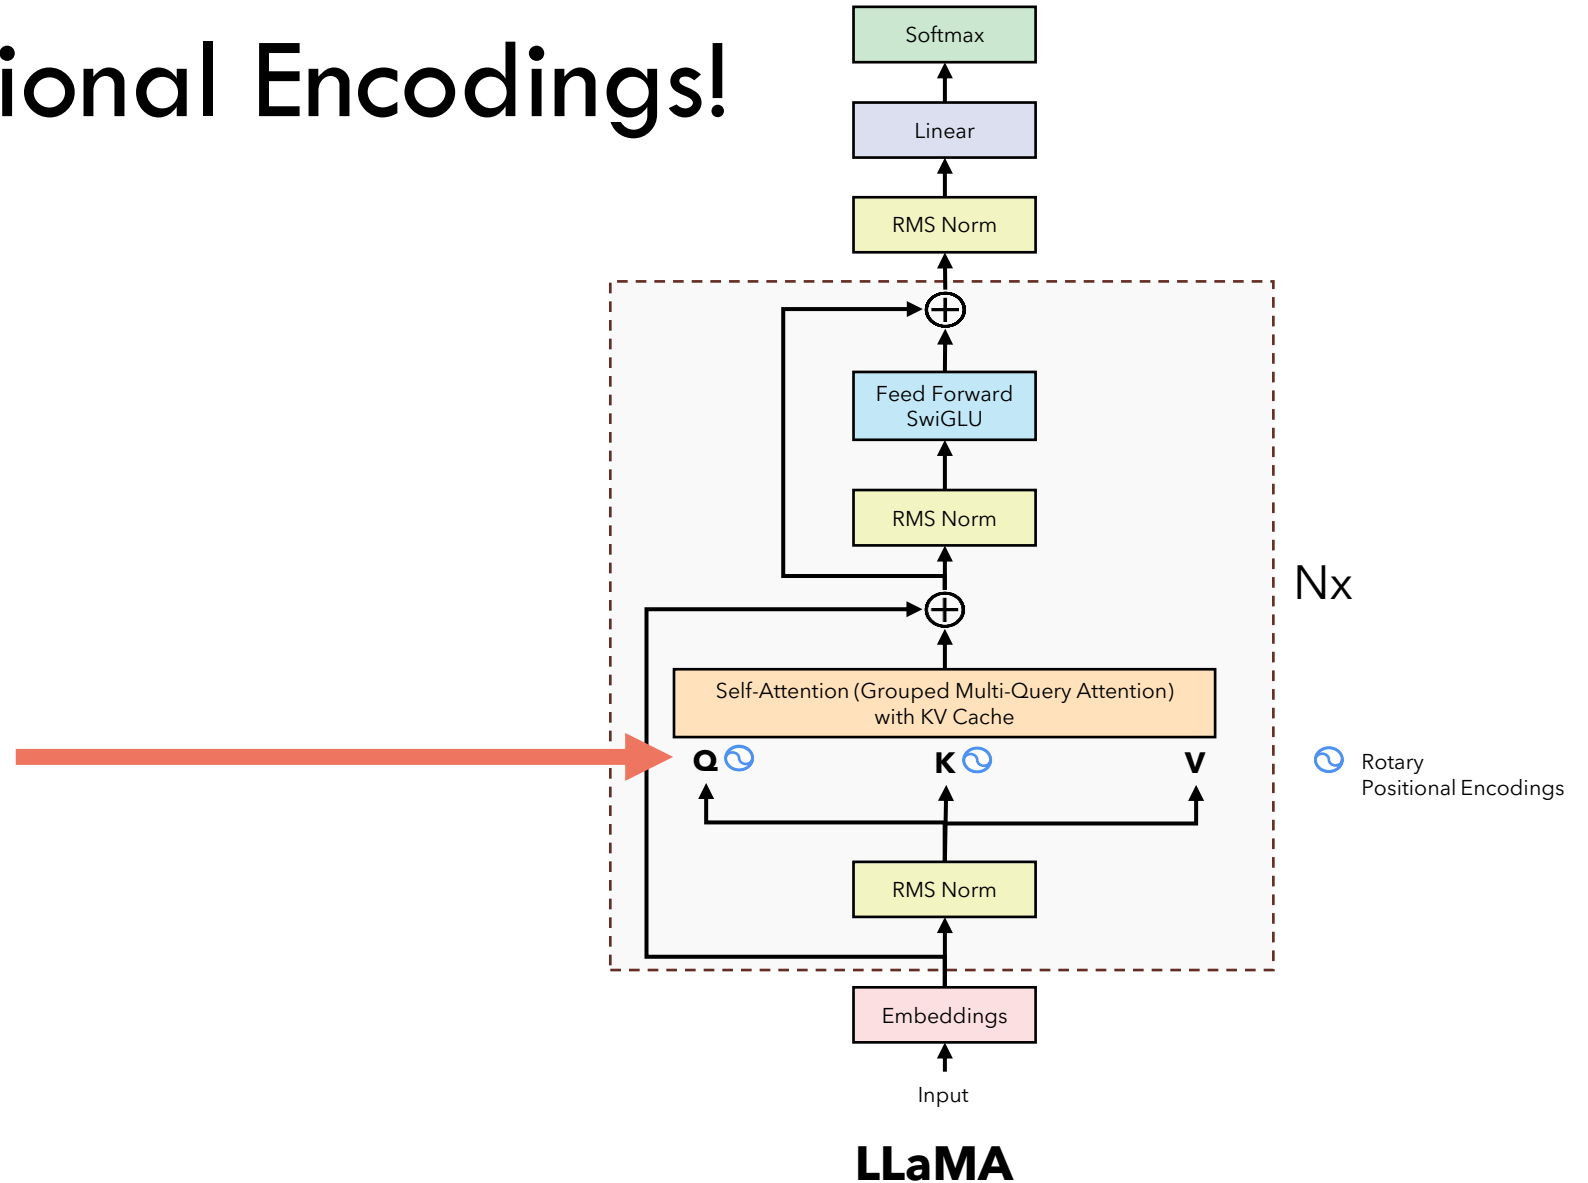 ional Encodings!
Softmax
Linear
RMS Norm
Feed Forward
SwiGLU
RMS Norm
Nx
Self-Attention (Grouped Multi-Query Attention)
with KV Cache
Q K V
Rotary
Positional Encodings
RMS Norm
Embeddings
Input
LLaMA